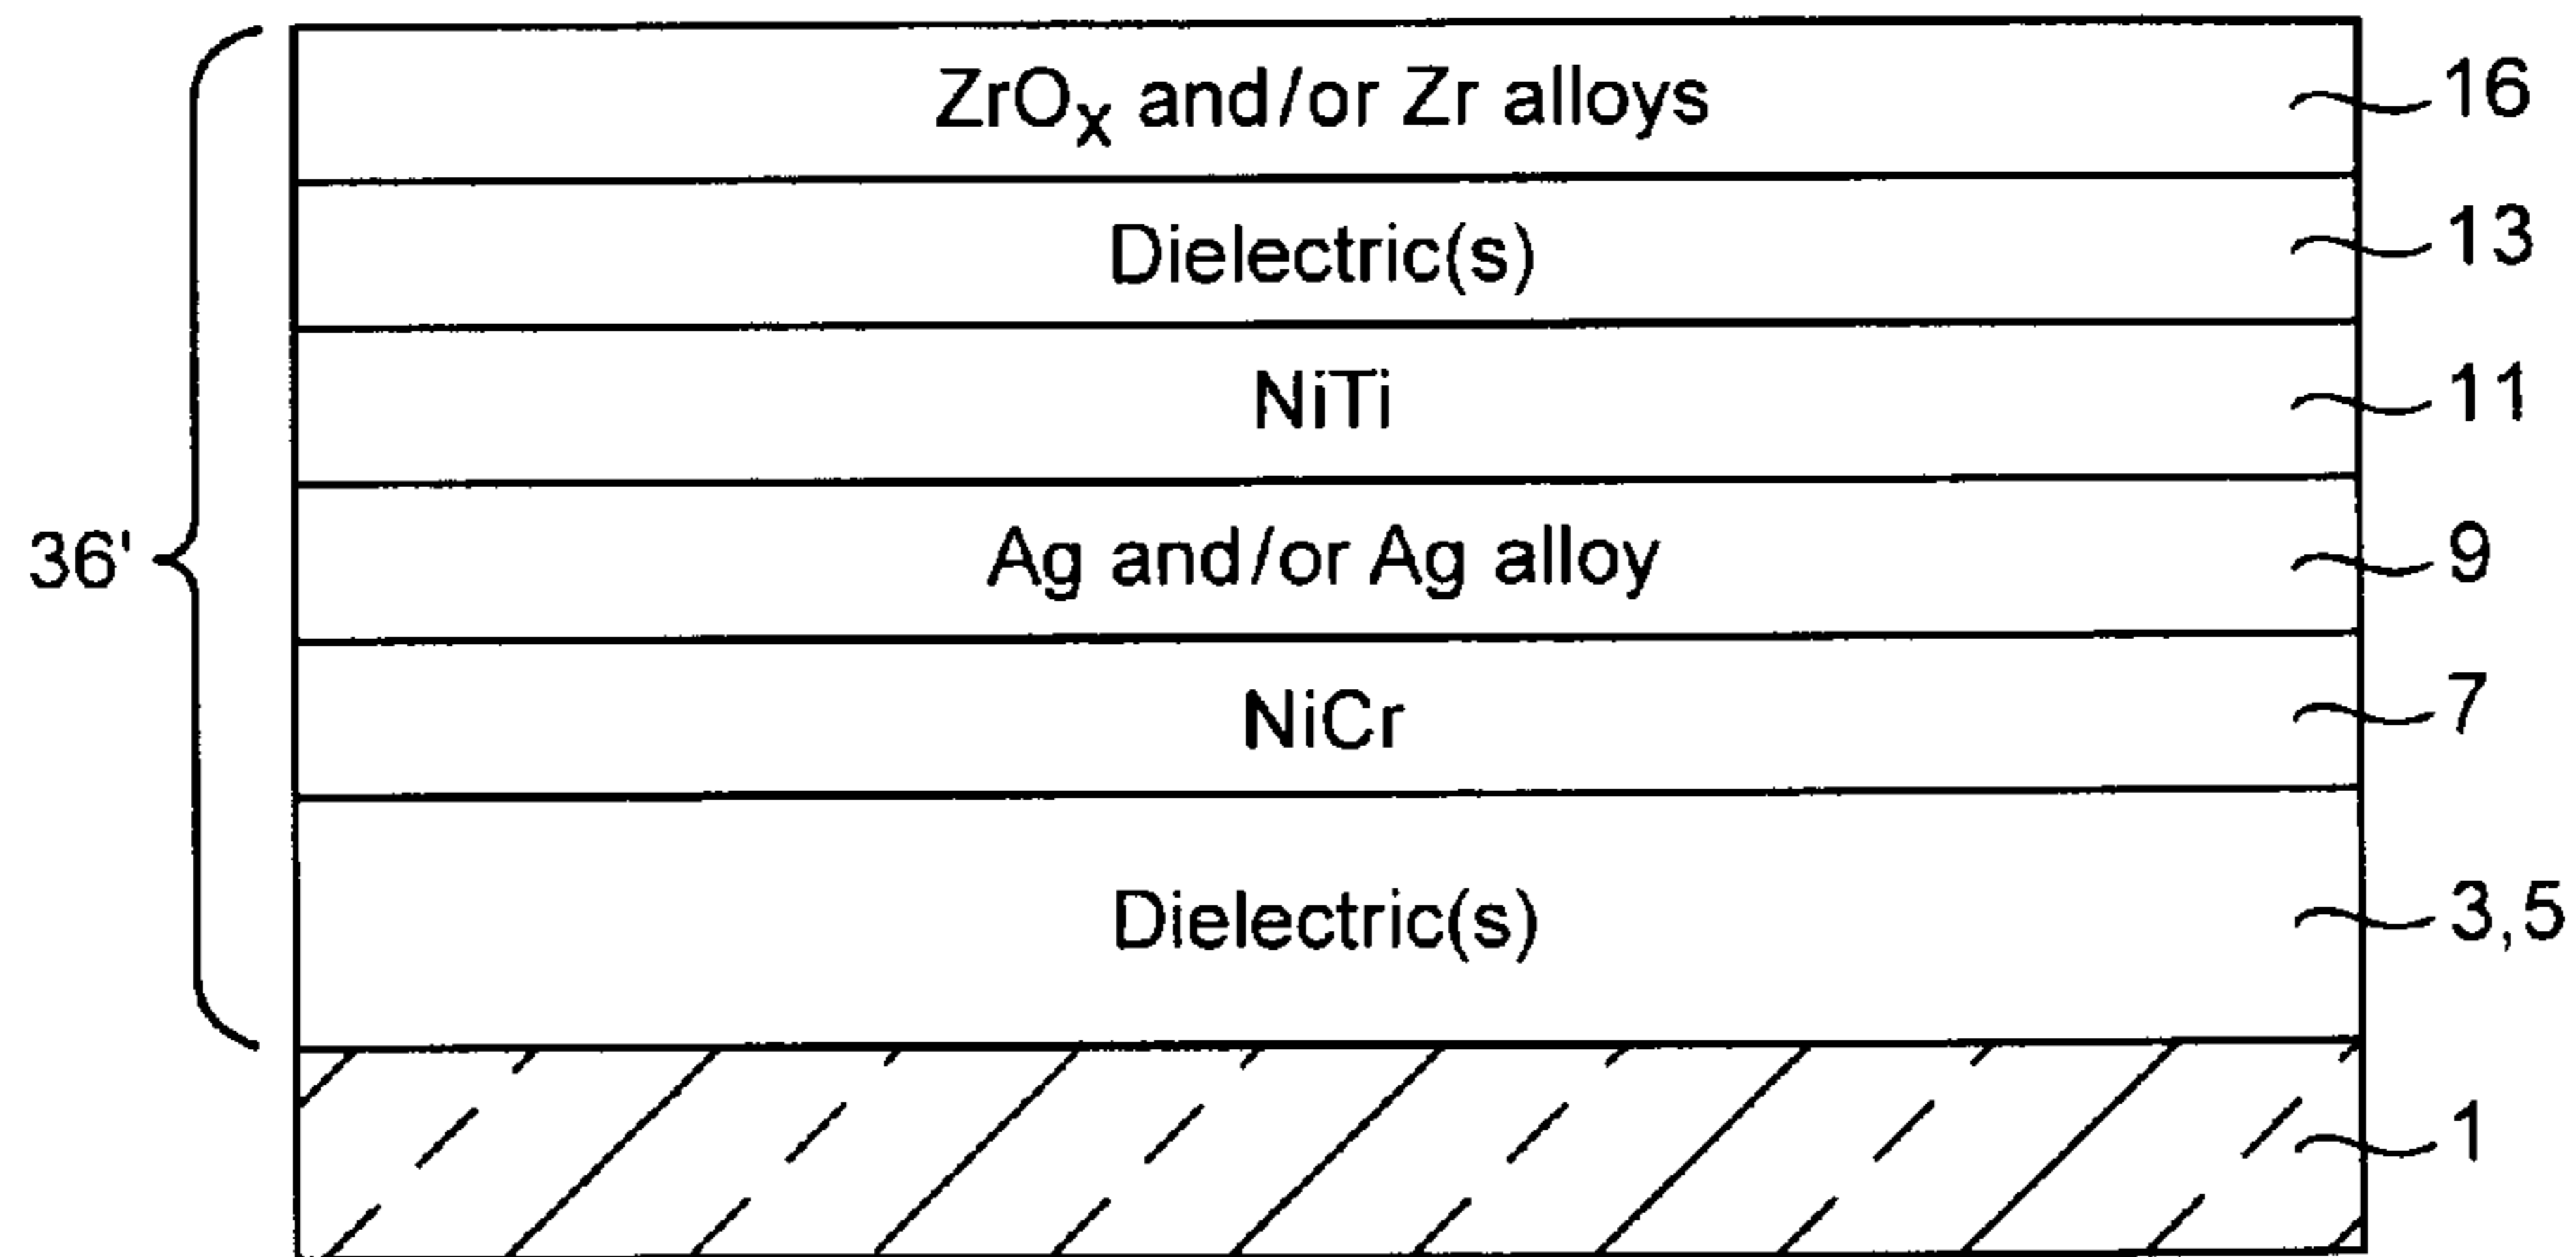 ZrOx and/or Zr alloys 16
Dielectric(s) 13
NiTi 11
36' Ag and/or Ag alloy 9
NiCr 7
Dielectric(s) 3,5
1